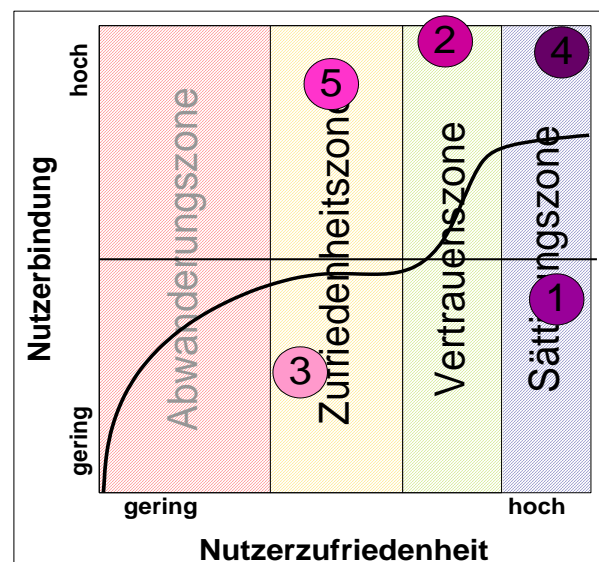 hoch
Nutzerbindung
gering
Abwanderungszone
Zufriedenheitszone
Vertrauenszone
Sättigungszone
2
4
5
1
3
gering
hoch
Nutzerzufriedenheit